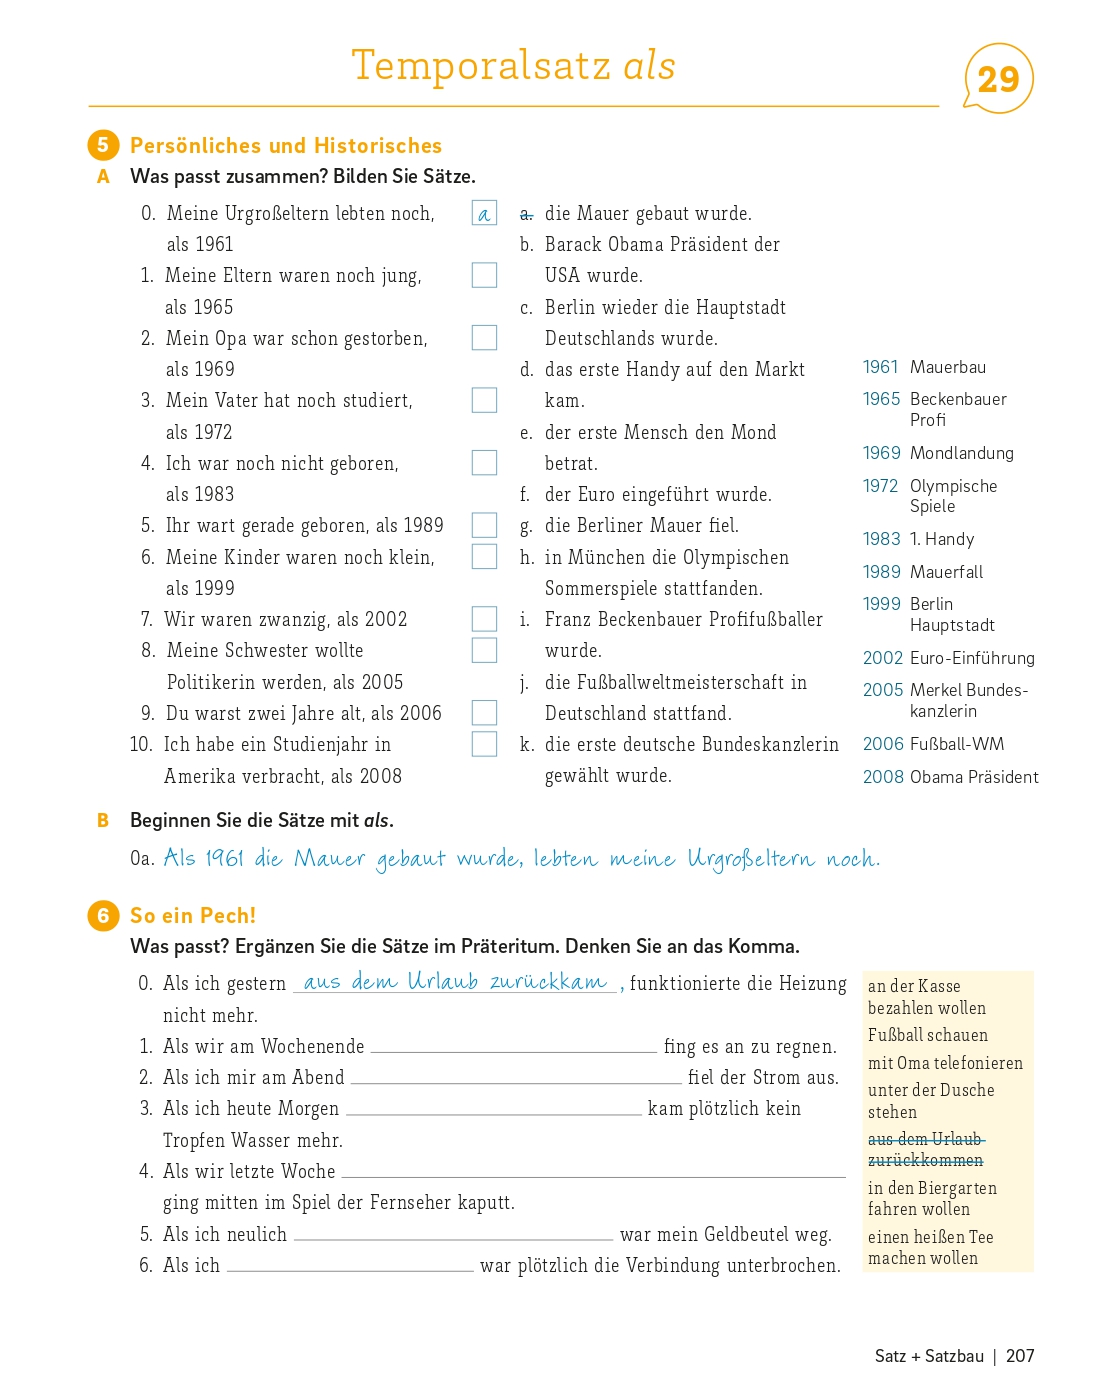 Temporalsatz als
29
5 Persönliches und Historisches
A Was passt zusammen? Bilden Sie Sätze.
0. Meine Urgroßeltern lebten noch,
als 1961
a
1. Meine Eltern waren noch jung,
als 1965
2. Mein Opa war schon gestorben,
als 1969
3. Mein Vater hat noch studiert,
als 1972
4. Ich war noch nicht geboren,
als 1983
5. Ihr wart gerade geboren, als 1989
6. Meine Kinder waren noch klein,
als 1999
7. Wir waren zwanzig, als 2002
8. Meine Schwester wollte
Politikerin werden, als 2005
9. Du warst zwei Jahre alt, als 2006
10. Ich habe ein Studienjahr in
Amerika verbracht, als 2008
a. die Mauer gebaut wurde.
b. Barack Obama Präsident der
USA wurde.
c. Berlin wieder die Hauptstadt
Deutschlands wurde.
d. das erste Handy auf den Markt
kam.
e. der erste Mensch den Mond
betrat.
f. der Euro eingeführt wurde.
g. die Berliner Mauer fiel.
h. in München die Olympischen
Sommerspiele stattfanden.
i. Franz Beckenbauer Profifußballer
wurde.
j. die Fußballweltmeisterschaft in
Deutschland stattfand.
k. die erste deutsche Bundeskanzlerin
gewählt wurde.
1961 Mauerbau
1965 Beckenbauer
Profi
1969 Mondlandung
1972 Olympische
Spiele
1983 1. Handy
1989 Mauerfall
1999 Berlin
Hauptstadt
2002 Euro-Einführung
2005 Merkel Bundes-
kanzlerin
2006 Fußball-WM
2008 Obama Präsident
B Beginnen Sie die Sätze mit als.
0a. Als 1961 die Mauer gebaut wurde, lebten meine Urgroßeltern noch.
6 So ein Pech!
Was passt? Ergänzen Sie die Sätze im Präteritum. Denken Sie an das Komma.
0. Als ich gestern aus dem Urlaub zurückkam , funktionierte die Heizung
nicht mehr.
1. Als wir am Wochenende fing es an zu regnen.
2. Als ich mir am Abend fiel der Strom aus.
3. Als ich heute Morgen kam plötzlich kein
Tropfen Wasser mehr.
4. Als wir letzte Woche
ging mitten im Spiel der Fernseher kaputt.
5. Als ich neulich war mein Geldbeutel weg.
6. Als ich war plötzlich die Verbindung unterbrochen.
an der Kasse
bezahlen wollen
Fußball schauen
mit Oma telefonieren
unter der Dusche
stehen
aus dem Urlaub
zurückkommen
in den Biergarten
fahren wollen
einen heißen Tee
machen wollen
Satz + Satzbau | 207